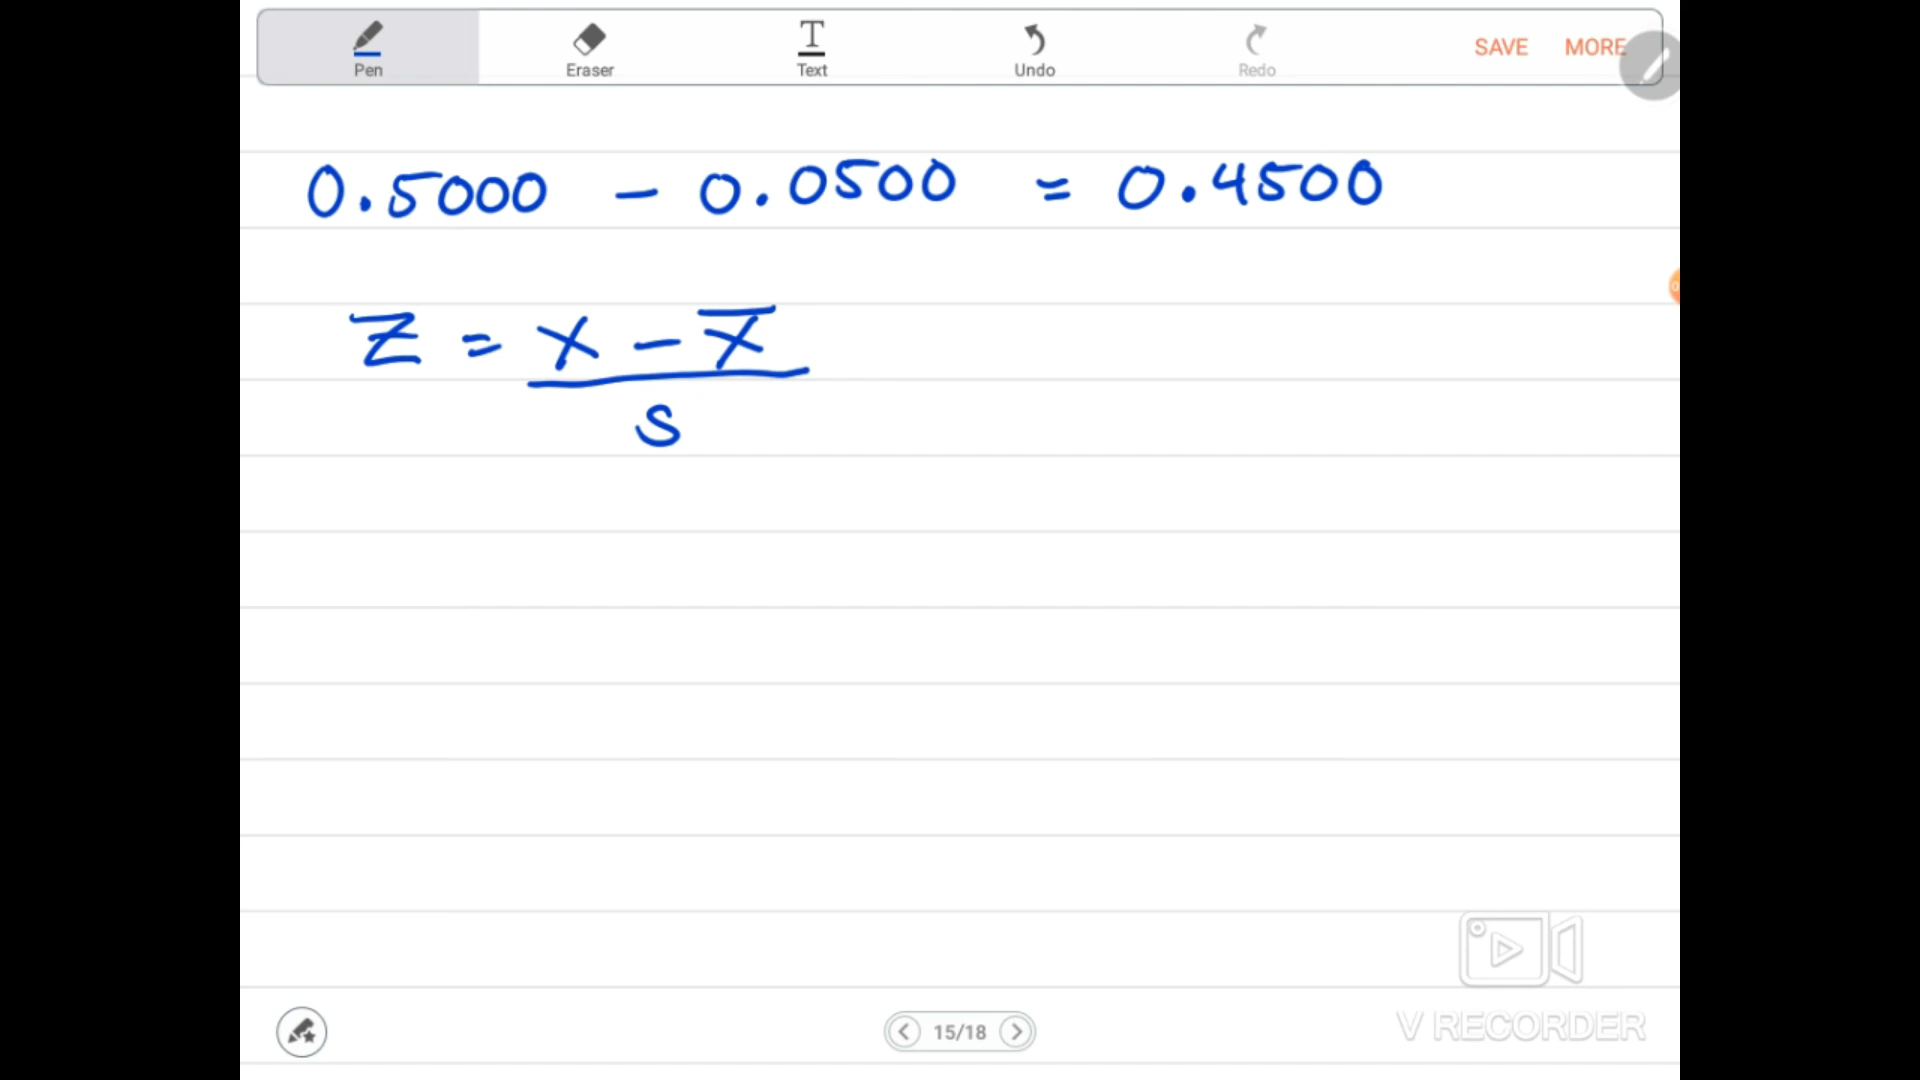 Pen Eraser Text Undo Redo SAVE MORE
0.5000 - 0.0500 = 0.4500
Z = X - X̅
S
15/18
V RECORDER